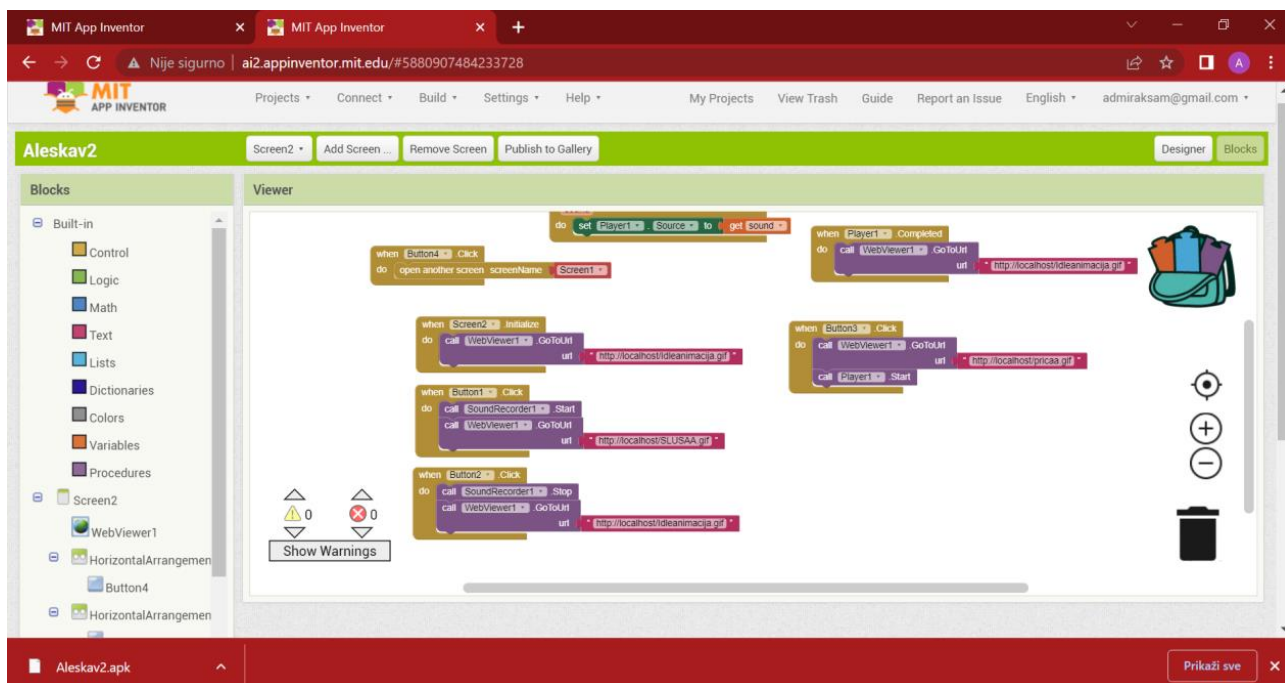 MIT App Inventor
MIT App Inventor
Nije sigurno | ai2.appinventor.mit.edu/#5880907484233728
A
MIT
APP INVENTOR
Projects Connect Build Settings Help My Projects View Trash Guide Report an Issue English admiraksam@gmail.com
Aleskav2
Screen2 Add Screen ... Remove Screen Publish to Gallery
Designer Blocks
Blocks
Viewer
Built-in
Control
Logic
Math
Text
Lists
Dictionaries
Colors
Variables
Procedures
Screen2
WebViewer1
HorizontalArrangemen
Button4
HorizontalArrangemen
do set Player1 . Source to get sound
when Button4 .Click
do open another screen screenName Screen1
when Player1 .Completed
do call WebViewer1 .GoToUrl
url " http://localhost/Idleanimacija.gif "
when Screen2 .Initialize
do call WebViewer1 .GoToUrl
url " http://localhost/Idleanimacija.gif "
when Button3 .Click
do call WebViewer1 .GoToUrl
url " http://localhost/pricaa.gif "
call Player1 .Start
when Button1 .Click
do call SoundRecorder1 .Start
call WebViewer1 .GoToUrl
url " http://localhost/SLUSAA.gif "
when Button2 .Click
do call SoundRecorder1 .Stop
call WebViewer1 .GoToUrl
url " http://localhost/Idleanimacija.gif "
0 0
Show Warnings
Aleskav2.apk
Prikaži sve